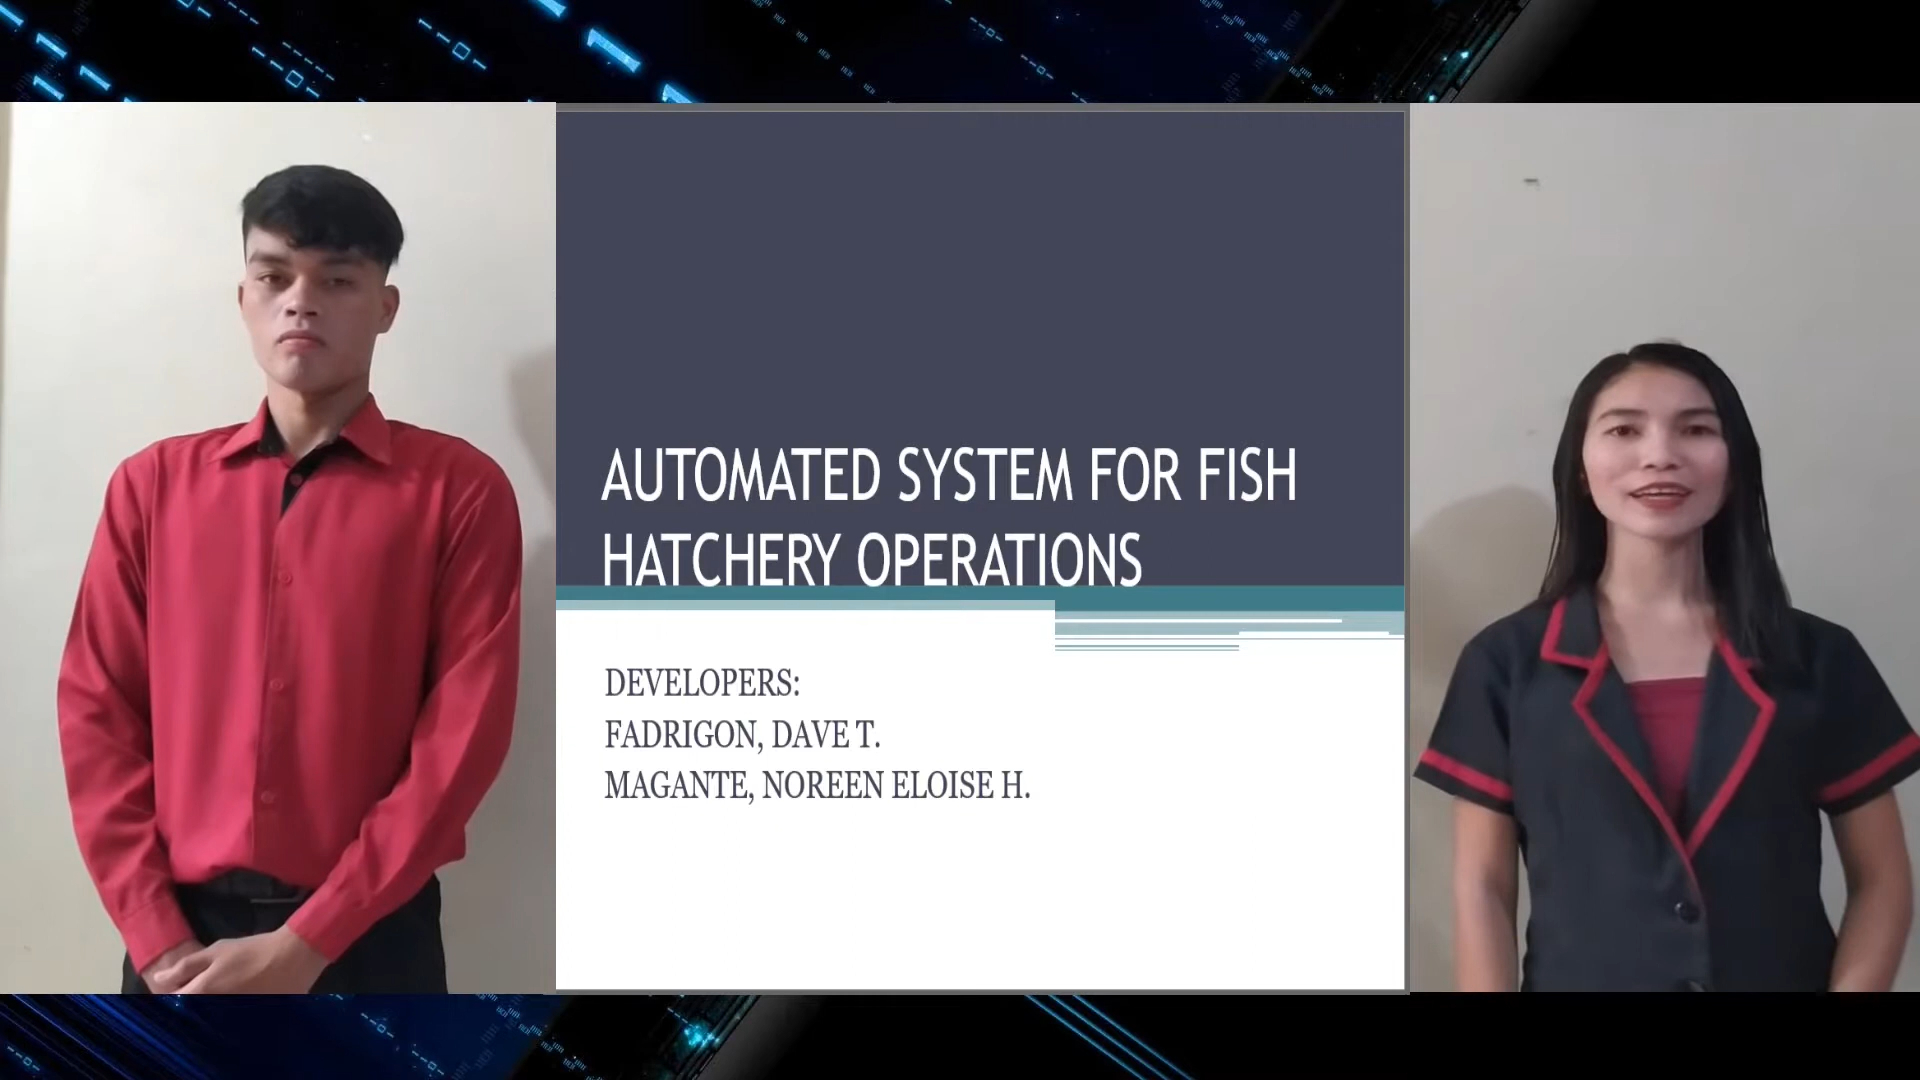 AUTOMATED SYSTEM FOR FISH
HATCHERY OPERATIONS
DEVELOPERS:
FADRIGON, DAVE T.
MAGANTE, NOREEN ELOISE H.